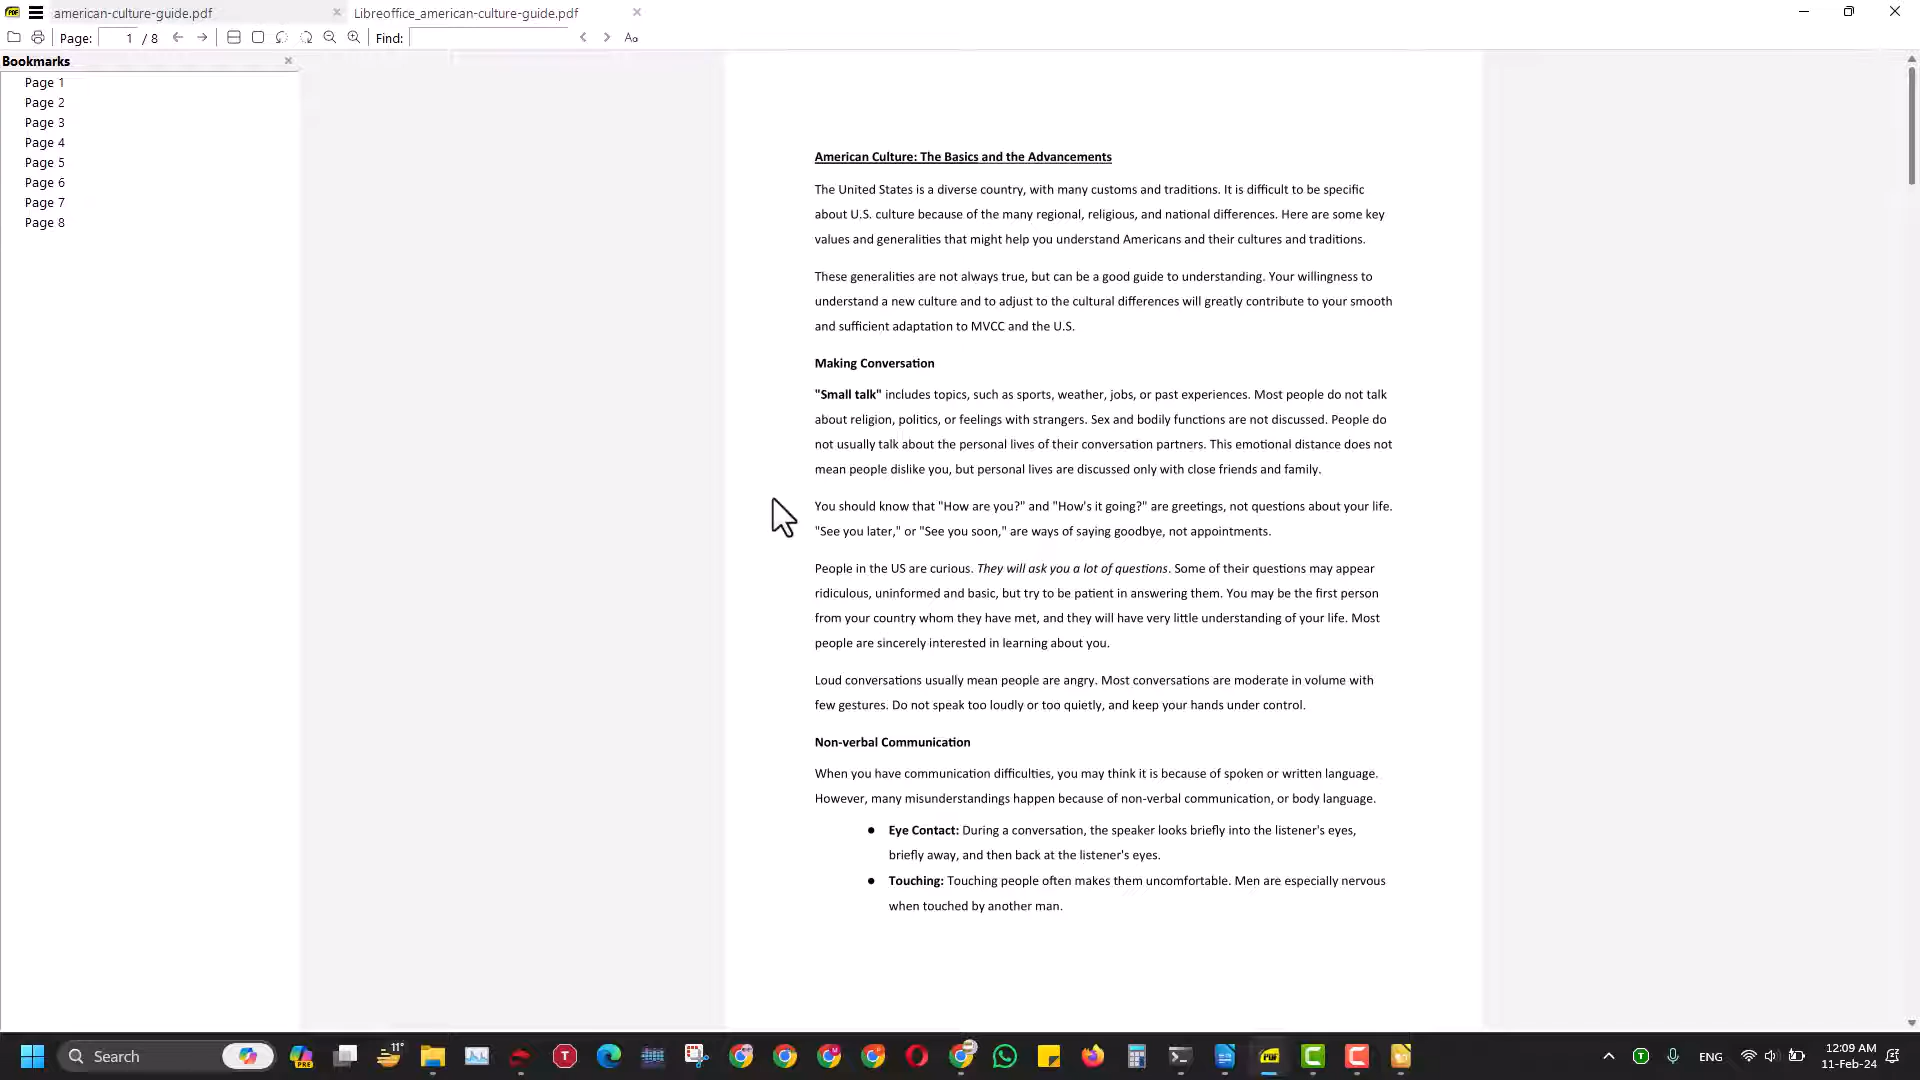 american-culture-guide.pdf
Libreoffice_american-culture-guide.pdf
Page: 1 / 8
Find:
Bookmarks
Page 1
Page 2
Page 3
Page 4
Page 5
Page 6
Page 7
Page 8
American Culture: The Basics and the Advancements
The United States is a diverse country, with many customs and traditions. It is difficult to be specific
about U.S. culture because of the many regional, religious, and national differences. Here are some key
values and generalities that might help you understand Americans and their cultures and traditions.
These generalities are not always true, but can be a good guide to understanding. Your willingness to
understand a new culture and to adjust to the cultural differences will greatly contribute to your smooth
and sufficient adaptation to MVCC and the U.S.
Making Conversation
"Small talk" includes topics, such as sports, weather, jobs, or past experiences. Most people do not talk
about religion, politics, or feelings with strangers. Sex and bodily functions are not discussed. People do
not usually talk about the personal lives of their conversation partners. This emotional distance does not
mean people dislike you, but personal lives are discussed only with close friends and family.
You should know that "How are you?" and "How's it going?" are greetings, not questions about your life.
"See you later," or "See you soon," are ways of saying goodbye, not appointments.
People in the US are curious. They will ask you a lot of questions. Some of their questions may appear
ridiculous, uninformed and basic, but try to be patient in answering them. You may be the first person
from your country whom they have met, and they will have very little understanding of your life. Most
people are sincerely interested in learning about you.
Loud conversations usually mean people are angry. Most conversations are moderate in volume with
few gestures. Do not speak too loudly or too quietly, and keep your hands under control.
Non-verbal Communication
When you have communication difficulties, you may think it is because of spoken or written language.
However, many misunderstandings happen because of non-verbal communication, or body language.
● Eye Contact: During a conversation, the speaker looks briefly into the listener's eyes,
briefly away, and then back at the listener's eyes.
● Touching: Touching people often makes them uncomfortable. Men are especially nervous
when touched by another man.
Search
PRE
11°
ENG
12:09 AM
11-Feb-24